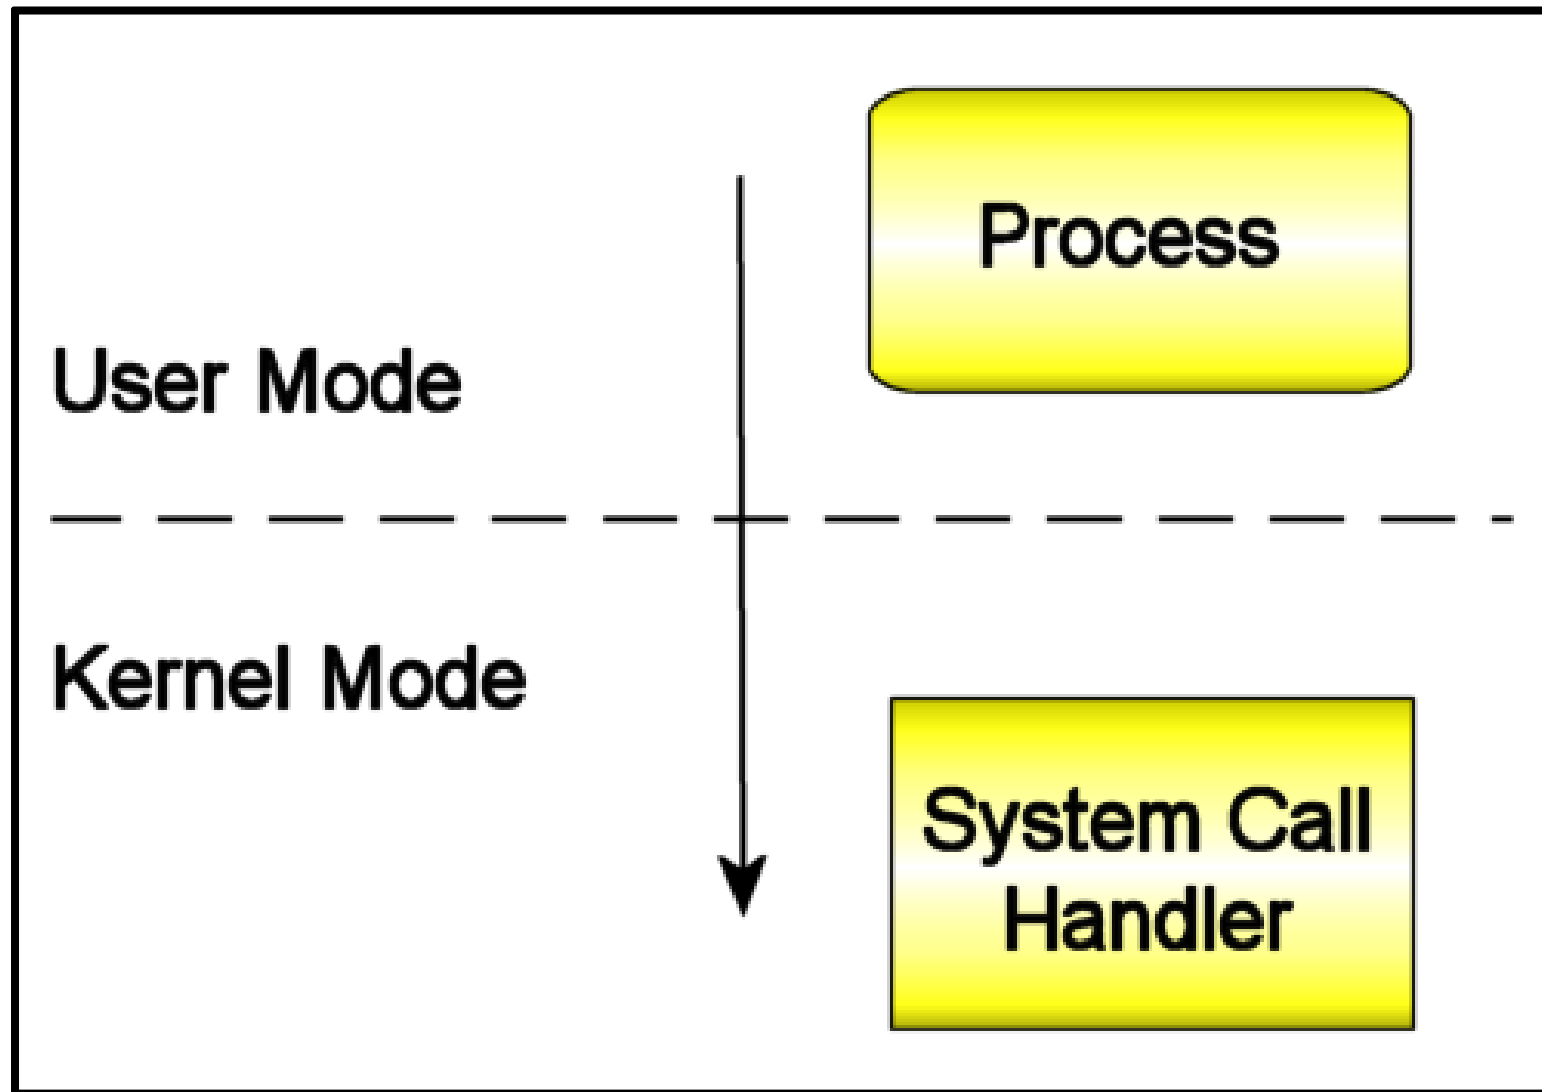 Process
User Mode
Kernel Mode
System Call
Handler